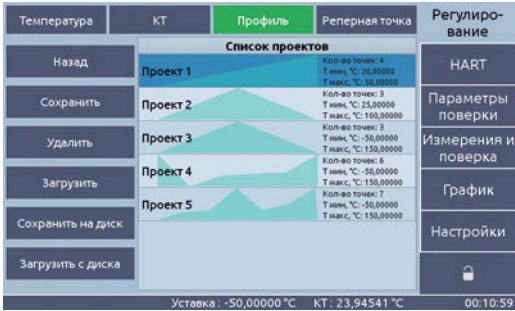 Температура
КТ
Профиль
Реперная точка
Регулиро-
вание
Назад
Сохранить
Удалить
Загрузить
Сохранить на диск
Загрузить с диска
Список проектов
Проект 1
Кол-во точек: 4
Т мин, °C: 20,00000
Т макс, °C: 50,00000
Проект 2
Кол-во точек: 3
Т мин, °C: 25,00000
Т макс, °C: 100,00000
Проект 3
Кол-во точек: 3
Т мин, °C: -50,00000
Т макс, °C: 150,00000
Проект 4
Кол-во точек: 6
Т мин, °C: -50,00000
Т макс, °C: 150,00000
Проект 5
Кол-во точек: 7
Т мин, °C: -50,00000
Т макс, °C: 150,00000
HART
Параметры
поверки
Измерения и
поверка
График
Настройки
Уставка : -50,00000 °C
КТ : 23,94541 °C
00:10:59